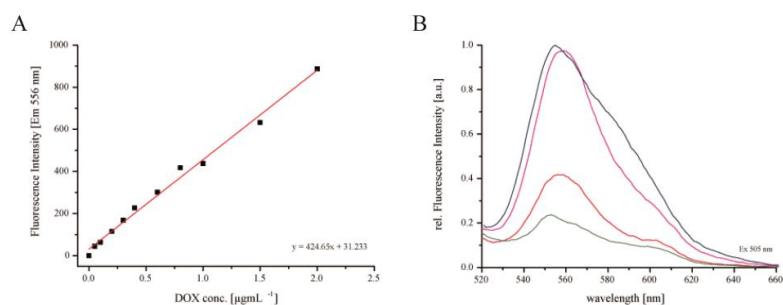 A
B
Fluorescence Intensity [Em 556 nm]
1000
800
600
400
200
0
0.0 0.5 1.0 1.5 2.0 2.5
DOX conc. [µgmL -1]
y = 424.65x + 31.233
rel. Fluorescence Intensity [a.u.]
1.0
0.8
0.6
0.4
0.2
0.0
520 540 560 580 600 620 640 660
wavelength [nm]
Ex 505 nm